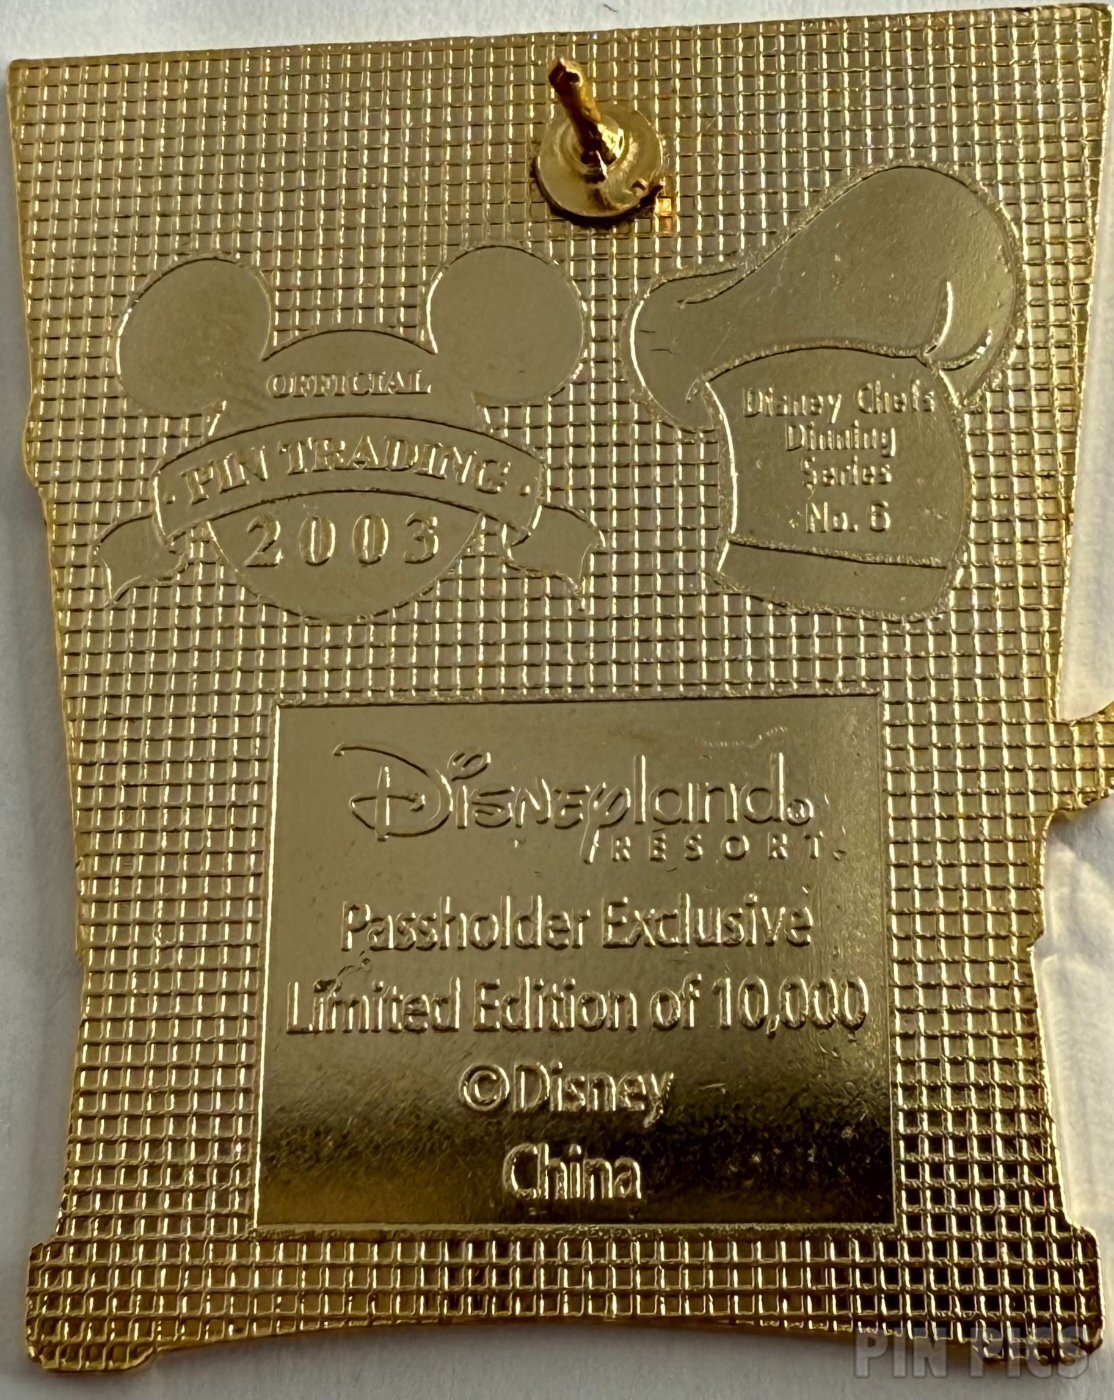 OFFICIAL
· PIN TRADING ·
2003
Disney Chefs
Dinning
Series
No. 6
Disneyland®
RESORT.
Passholder Exclusive
Limited Edition of 10,000
©Disney
China
PIN PICS